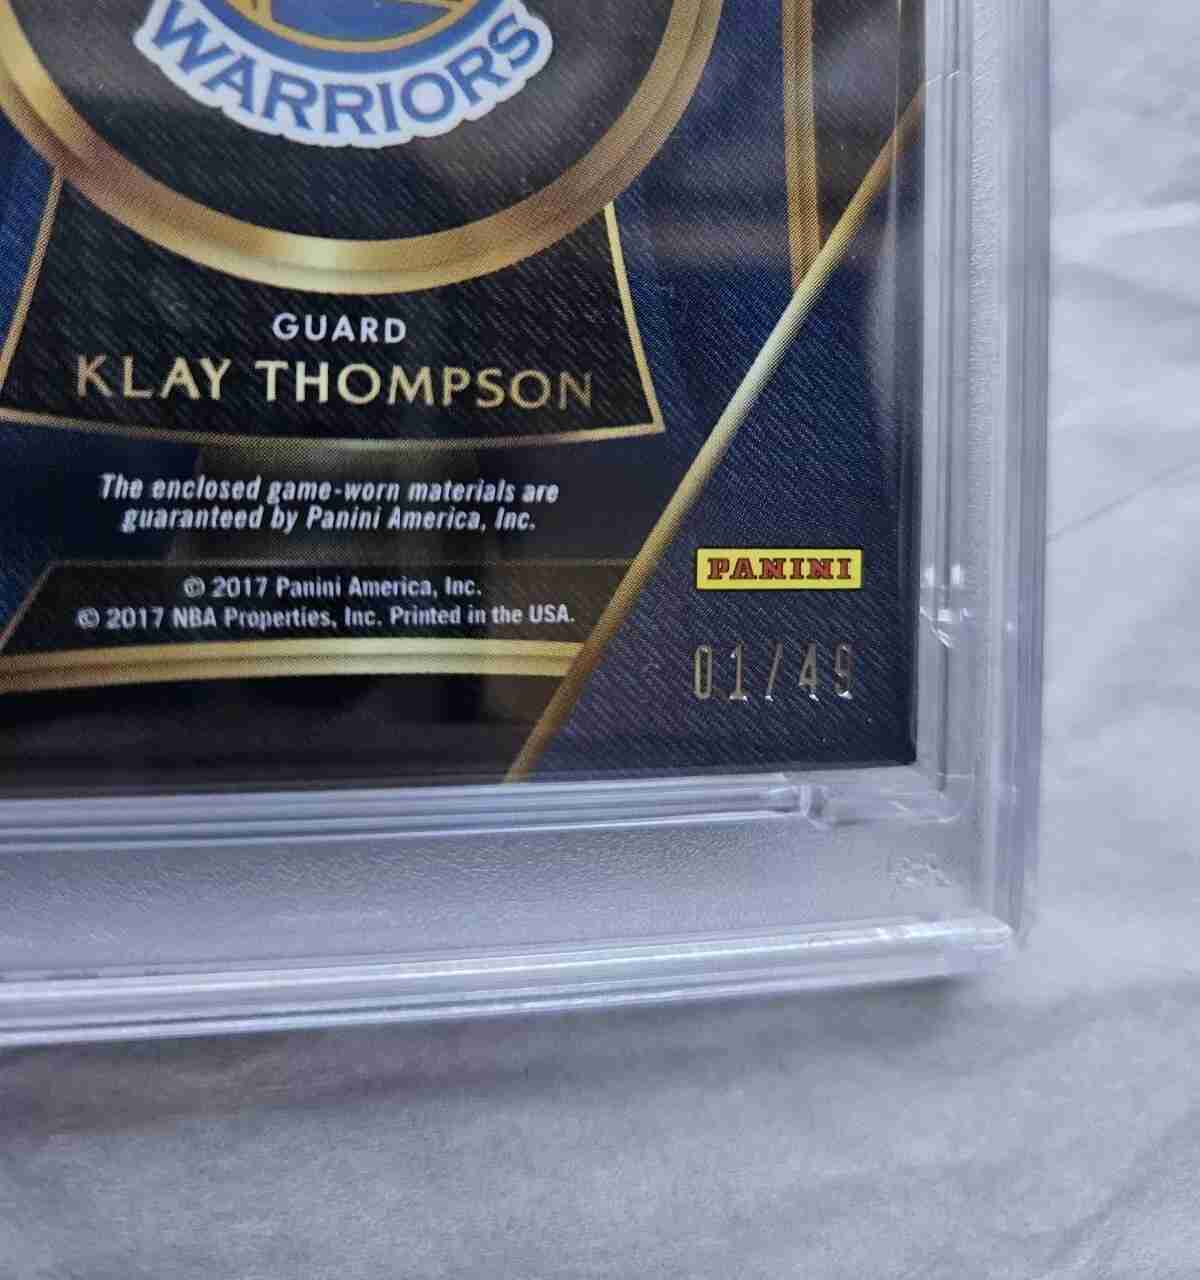 WARRIORS
GUARD
KLAY THOMPSON
The enclosed game-worn materials are
guaranteed by Panini America, Inc.
© 2017 Panini America, Inc.
© 2017 NBA Properties, Inc. Printed in the USA.
PANINI
01/49